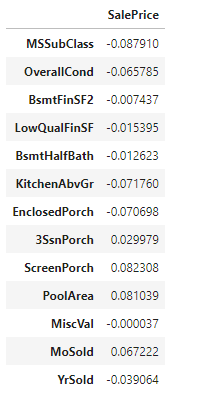 SalePrice
MSSubClass -0.087910
OverallCond -0.065785
BsmtFinSF2 -0.007437
LowQualFinSF -0.015395
BsmtHalfBath -0.012623
KitchenAbvGr -0.071760
EnclosedPorch -0.070698
3SsnPorch 0.029979
ScreenPorch 0.082308
PoolArea 0.081039
MiscVal -0.000037
MoSold 0.067222
YrSold -0.039064